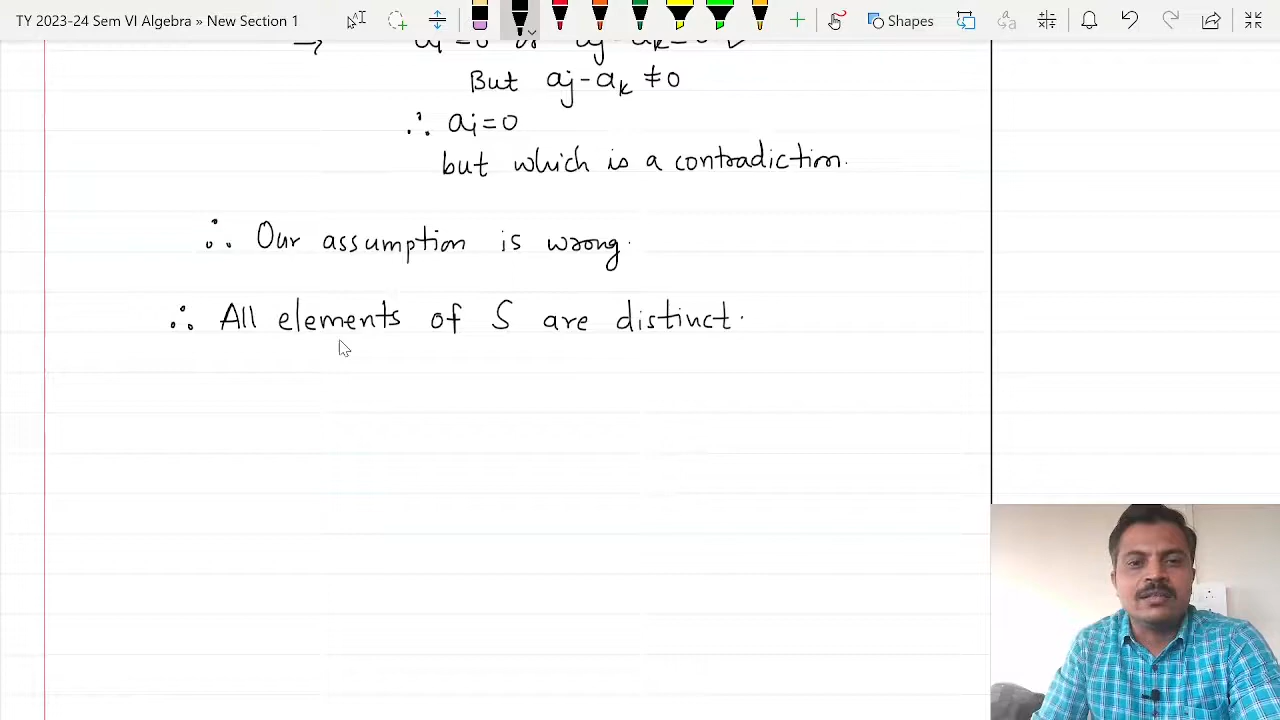 TY 2023-24 Sem VI Algebra » New Section 1
Shapes
But aj - ak ≠ 0
∴ ai = 0
but which is a contradiction.
∴ Our assumption is wrong.
∴ All elements of S are distinct.